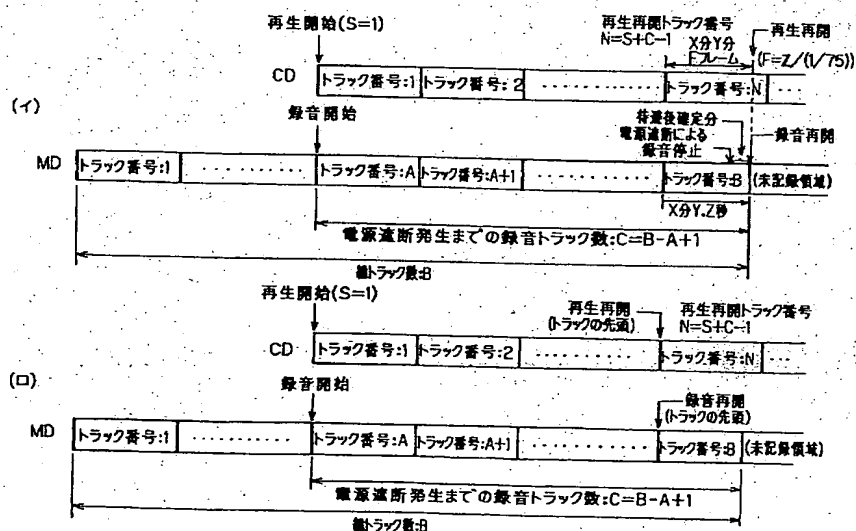 再生開始(S=1)
再生再開トラック番号
N=S+C-1
再生再開
X分Y分
Fフレーム
(F=Z/(1/75))
CD
トラック番号:1
トラック番号:2
トラック番号:N
(イ)
録音開始
待避後確定分
電源遮断による
録音停止
録音再開
MD
トラック番号:1
トラック番号:A
トラック番号:A+1
トラック番号:B
(未記録領域)
X分Y.Z秒
電源遮断発生までの録音トラック数:C=B-A+1
総トラック数:B
再生開始(S=1)
再生再開
(トラックの先頭)
再生再開トラック番号
N=S+C-1
CD
トラック番号:1
トラック番号:2
トラック番号:N
(ロ)
録音開始
録音再開
(トラックの先頭)
MD
トラック番号:1
トラック番号:A
トラック番号:A+1
トラック番号:B
(未記録領域)
電源遮断発生までの録音トラック数:C=B-A+1
総トラック数:B